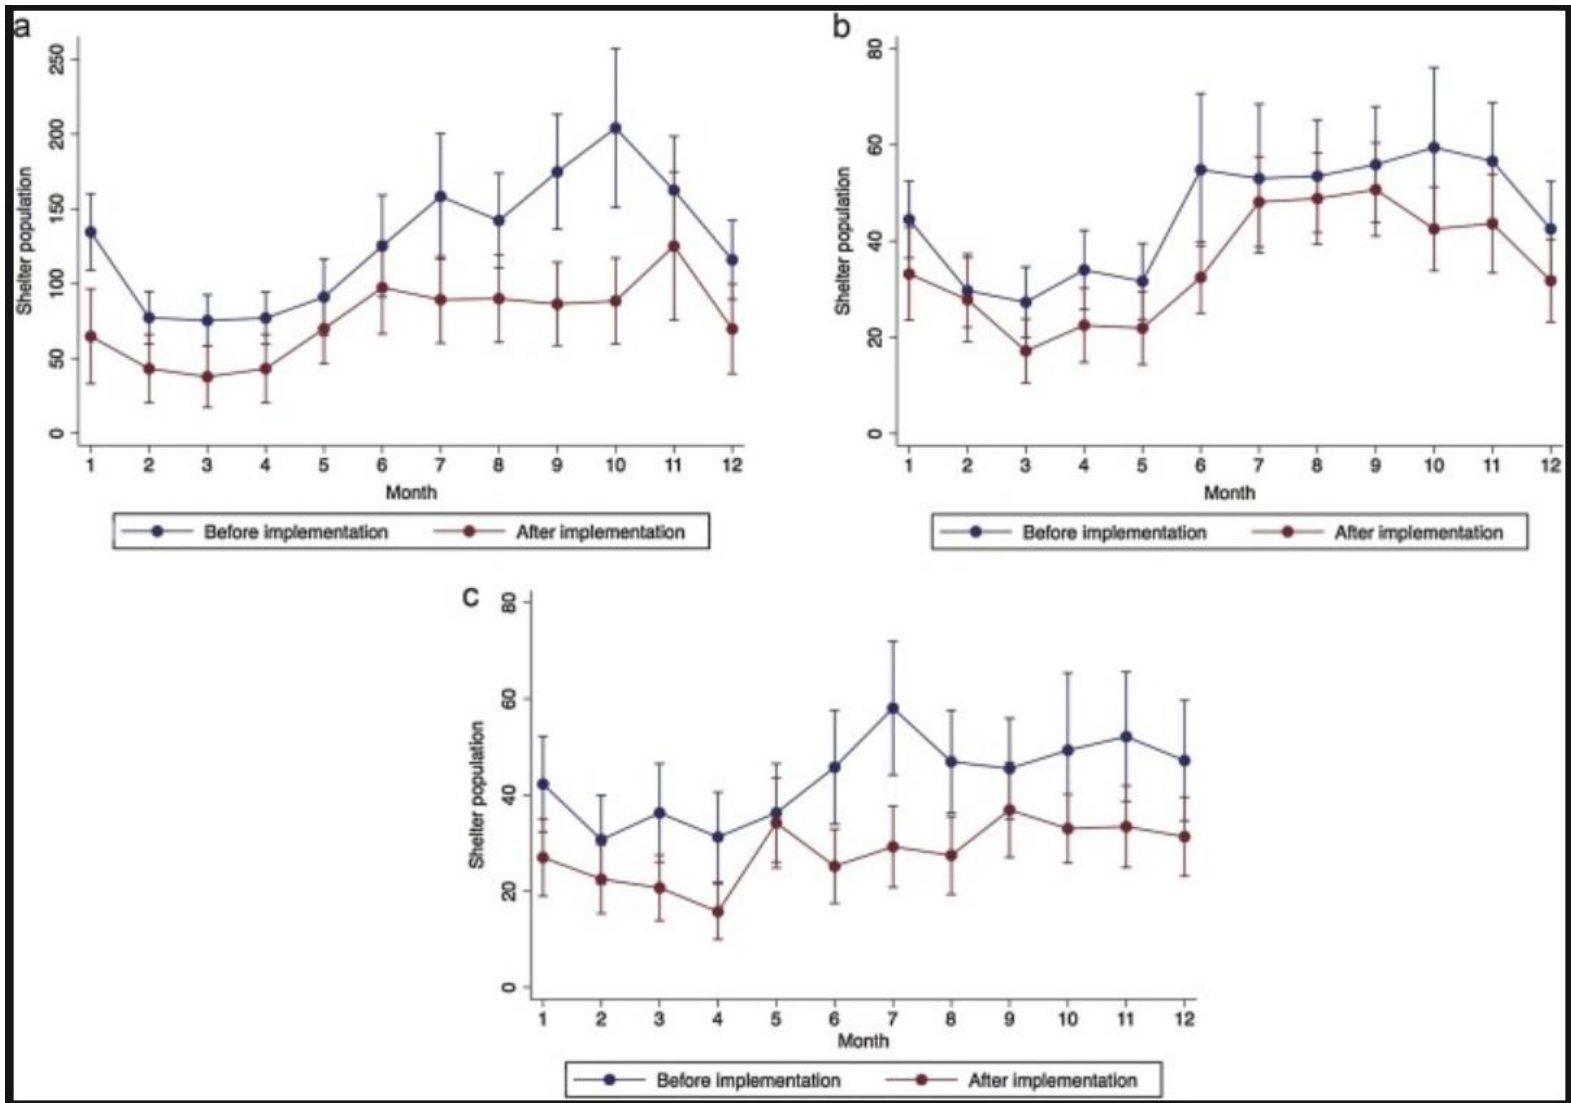 a
Shelter population
250
200
150
100
50
0
1 2 3 4 5 6 7 8 9 10 11 12
Month
Before implementation After implementation
b
Shelter population
80
60
40
20
0
1 2 3 4 5 6 7 8 9 10 11 12
Month
Before implementation After implementation
c
Shelter population
80
60
40
20
0
1 2 3 4 5 6 7 8 9 10 11 12
Month
Before implementation After implementation